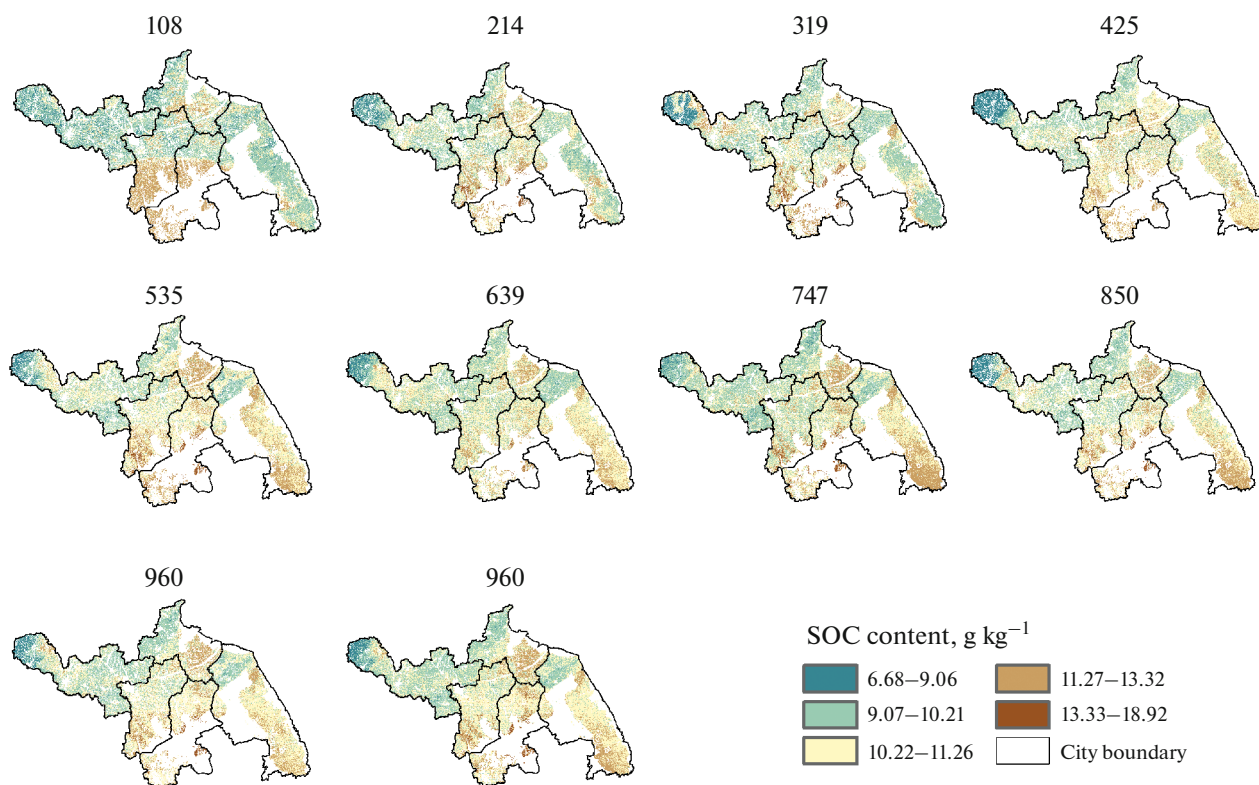 108 214 319 425
535 639 747 850
960 960
SOC content, g kg⁻¹
6.68–9.06 11.27–13.32
9.07–10.21 13.33–18.92
10.22–11.26 City boundary